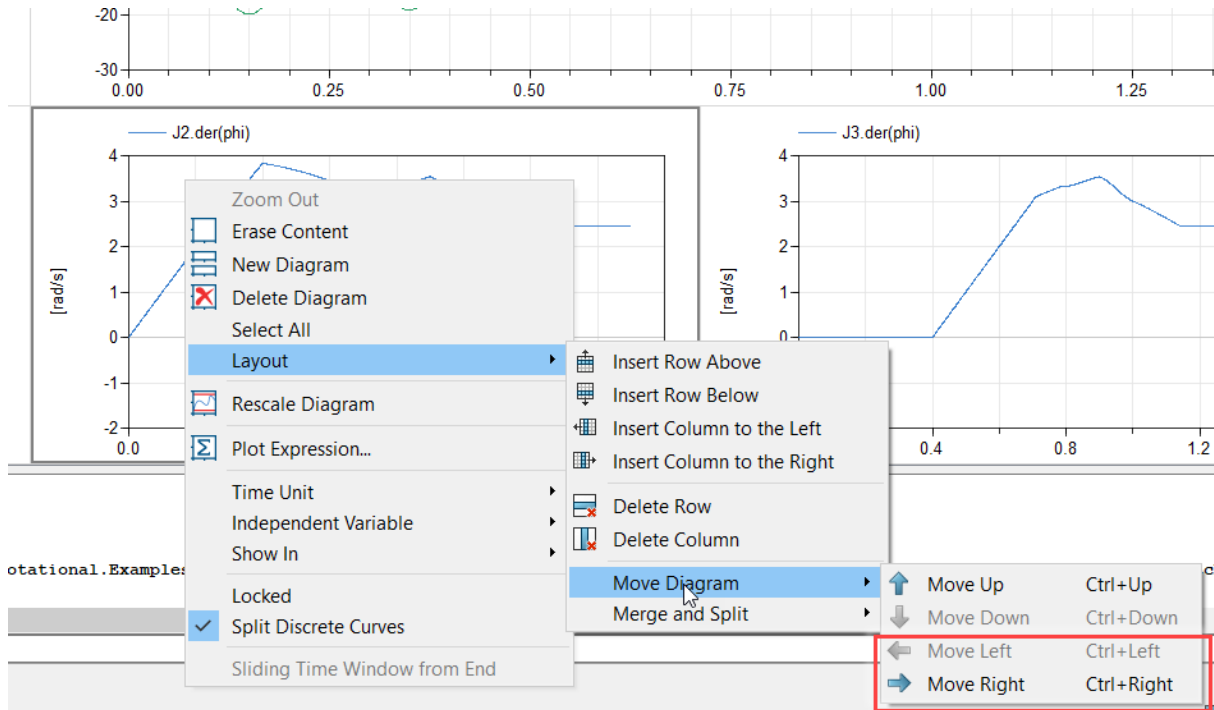 -20
-30
0.00 0.25 0.50 0.75 1.00 1.25
J2.der(phi)
4
3
2
1
0
-1
-2
[rad/s]
0.0
J3.der(phi)
4
3
2
1
0
[rad/s]
0.4 0.8 1.2
Zoom Out
Erase Content
New Diagram
Delete Diagram
Select All
Layout
Rescale Diagram
Plot Expression...
Time Unit
Independent Variable
Show In
Locked
Split Discrete Curves
Sliding Time Window from End
Insert Row Above
Insert Row Below
Insert Column to the Left
Insert Column to the Right
Delete Row
Delete Column
Move Diagram
Merge and Split
Move Up Ctrl+Up
Move Down Ctrl+Down
Move Left Ctrl+Left
Move Right Ctrl+Right
otational.Examples
c